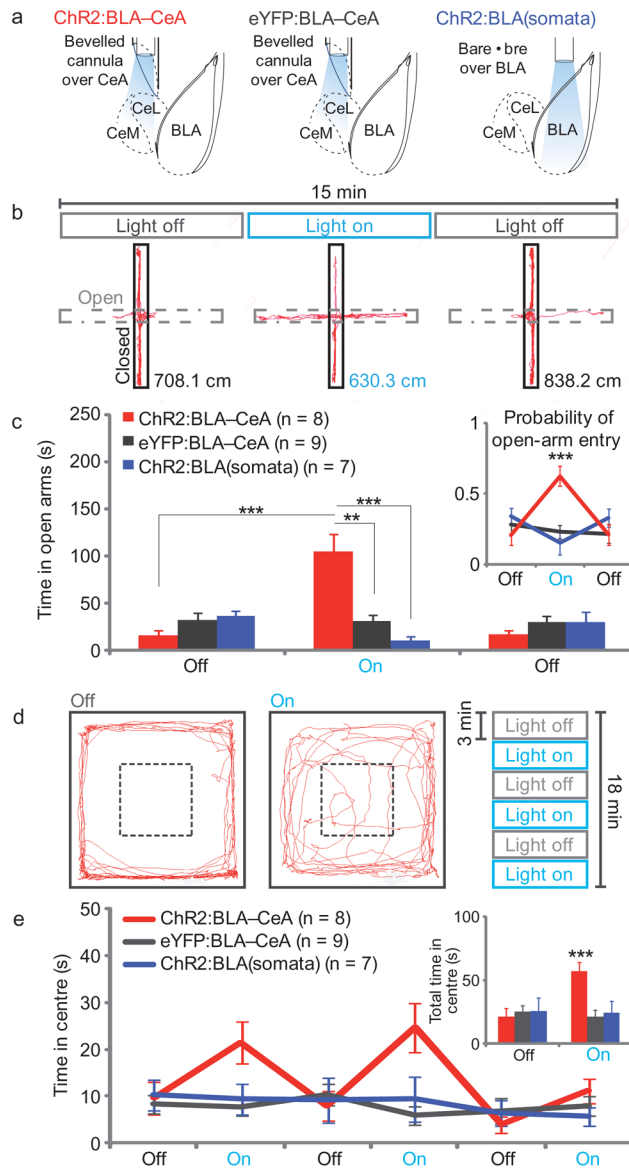 a
ChR2:BLA–CeA
eYFP:BLA–CeA
ChR2:BLA(somata)
Bevelled
cannula
over CeA
CeL
CeM
BLA
Bevelled
cannula
over CeA
CeL
CeM
BLA
Bare • bre
over BLA
CeL
CeM
BLA
15 min
b
Light off
Light on
Light off
Open
Closed
708.1 cm
630.3 cm
838.2 cm
c
Time in open arms (s)
250
200
150
100
50
0
ChR2:BLA–CeA (n = 8)
eYFP:BLA–CeA (n = 9)
ChR2:BLA(somata) (n = 7)
***
***
**
Off
On
Off
Probability of
open-arm entry
***
1
0.5
0
Off
On
Off
d
Off
On
3 min
Light off
Light on
Light off
Light on
Light off
Light on
18 min
e
Time in centre (s)
50
40
30
20
10
0
ChR2:BLA–CeA (n = 8)
eYFP:BLA–CeA (n = 9)
ChR2:BLA(somata) (n = 7)
Off
On
Off
On
Off
On
Total time in
centre (s)
100
50
0
***
Off
On